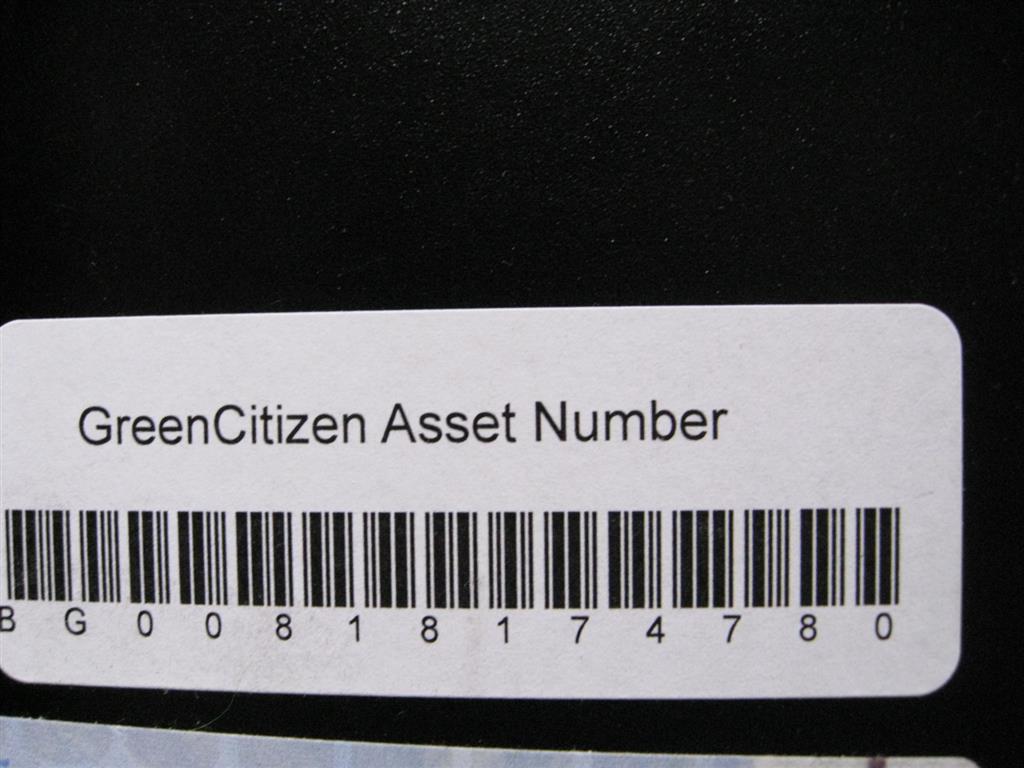 GreenCitizen Asset Number
B G 0 0 8 1 8 1 7 4 7 8 0